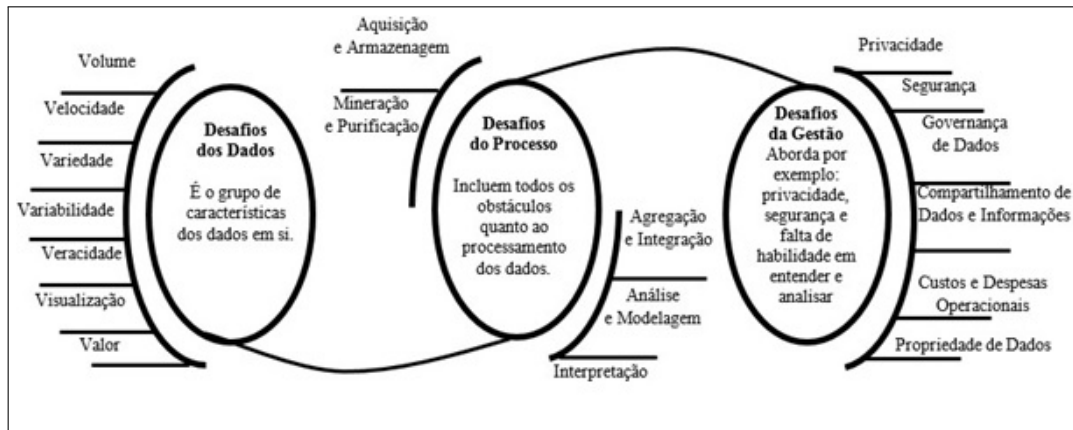 Volume
Velocidade
Variedade
Variabilidade
Veracidade
Visualização
Valor
Desafios
dos Dados
É o grupo de
características
dos dados em si.
Aquisição
e Armazenagem
Mineração
e Purificação
Desafios
do Processo
Incluem todos os
obstáculos
quanto ao
processamento
dos dados.
Agregação
e Integração
Análise
e Modelagem
Interpretação
Desafios
da Gestão
Aborda por
exemplo:
privacidade,
segurança e
falta de
habilidade em
entender e
analisar
Privacidade
Segurança
Governança
de Dados
Compartilhamento de
Dados e Informações
Custos e Despesas
Operacionais
Propriedade de Dados